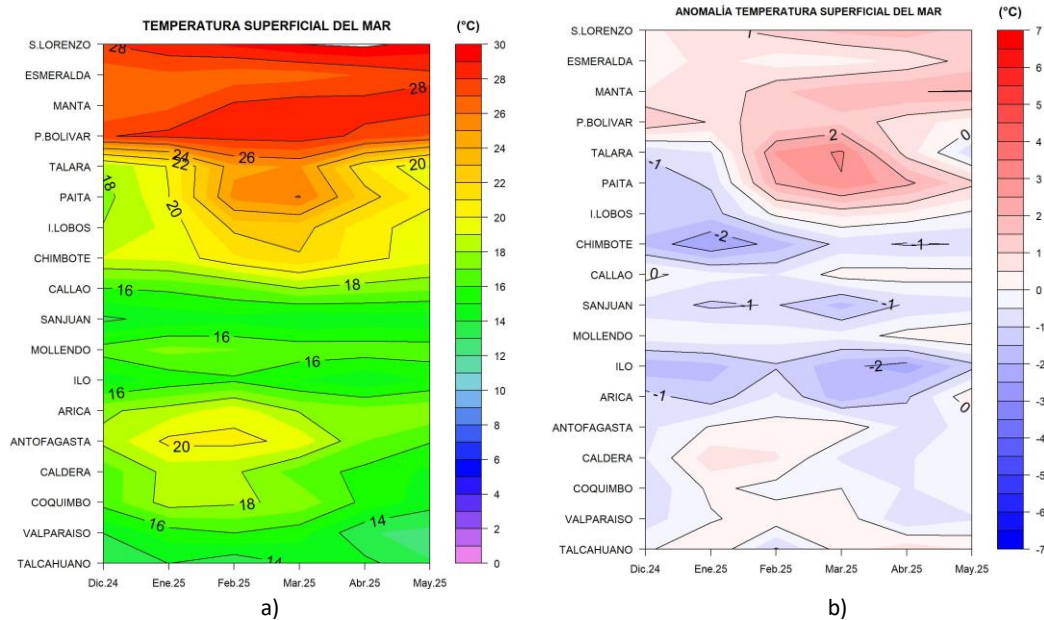 TEMPERATURA SUPERFICIAL DEL MAR
(°C)
S.LORENZO
ESMERALDA
MANTA
P.BOLIVAR
TALARA
PAITA
I.LOBOS
CHIMBOTE
CALLAO
SANJUAN
MOLLENDO
ILO
ARICA
ANTOFAGASTA
CALDERA
COQUIMBO
VALPARAISO
TALCAHUANO
28
28
24
22
26
20
18
20
18
16
16
16
16
20
18
16
14
14
30
28
26
24
22
20
18
16
14
12
10
8
6
4
2
0
Dic.24 Ene.25 Feb.25 Mar.25 Abr.25 May.25
a)
ANOMALÍA TEMPERATURA SUPERFICIAL DEL MAR
(°C)
S.LORENZO
ESMERALDA
MANTA
P.BOLIVAR
TALARA
PAITA
I.LOBOS
CHIMBOTE
CALLAO
SANJUAN
MOLLENDO
ILO
ARICA
ANTOFAGASTA
CALDERA
COQUIMBO
VALPARAISO
TALCAHUANO
1
2
0
-1
-2
-1
0
-1
-1
-2
-1
0
7
6
5
4
3
2
1
0
-1
-2
-3
-4
-5
-6
-7
Dic.24 Ene.25 Feb.25 Mar.25 Abr.25 May.25
b)